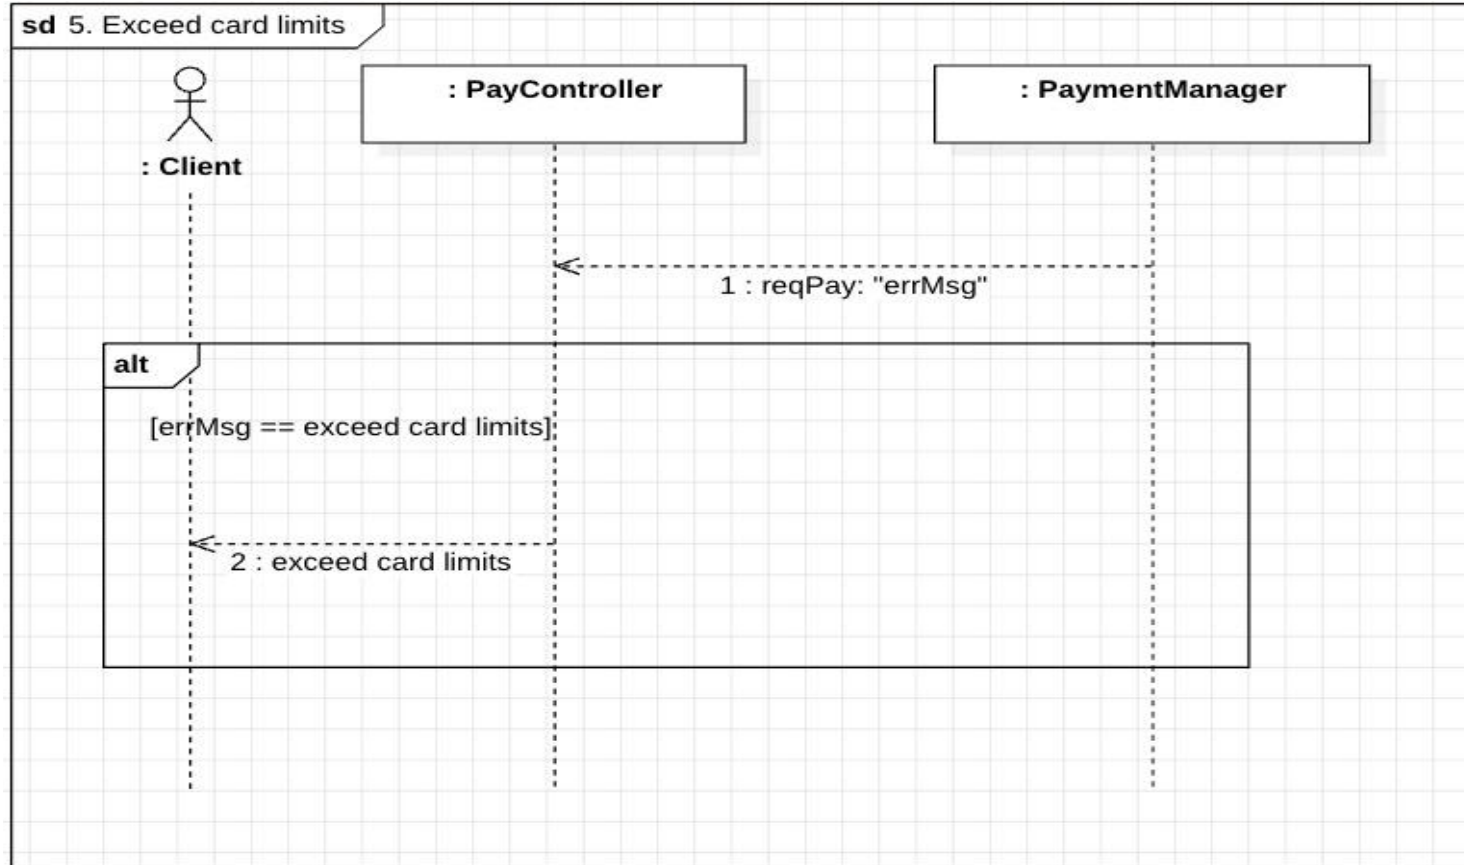 sd 5. Exceed card limits
: Client
: PayController
: PaymentManager
1 : reqPay: "errMsg"
alt
[errMsg == exceed card limits]
2 : exceed card limits